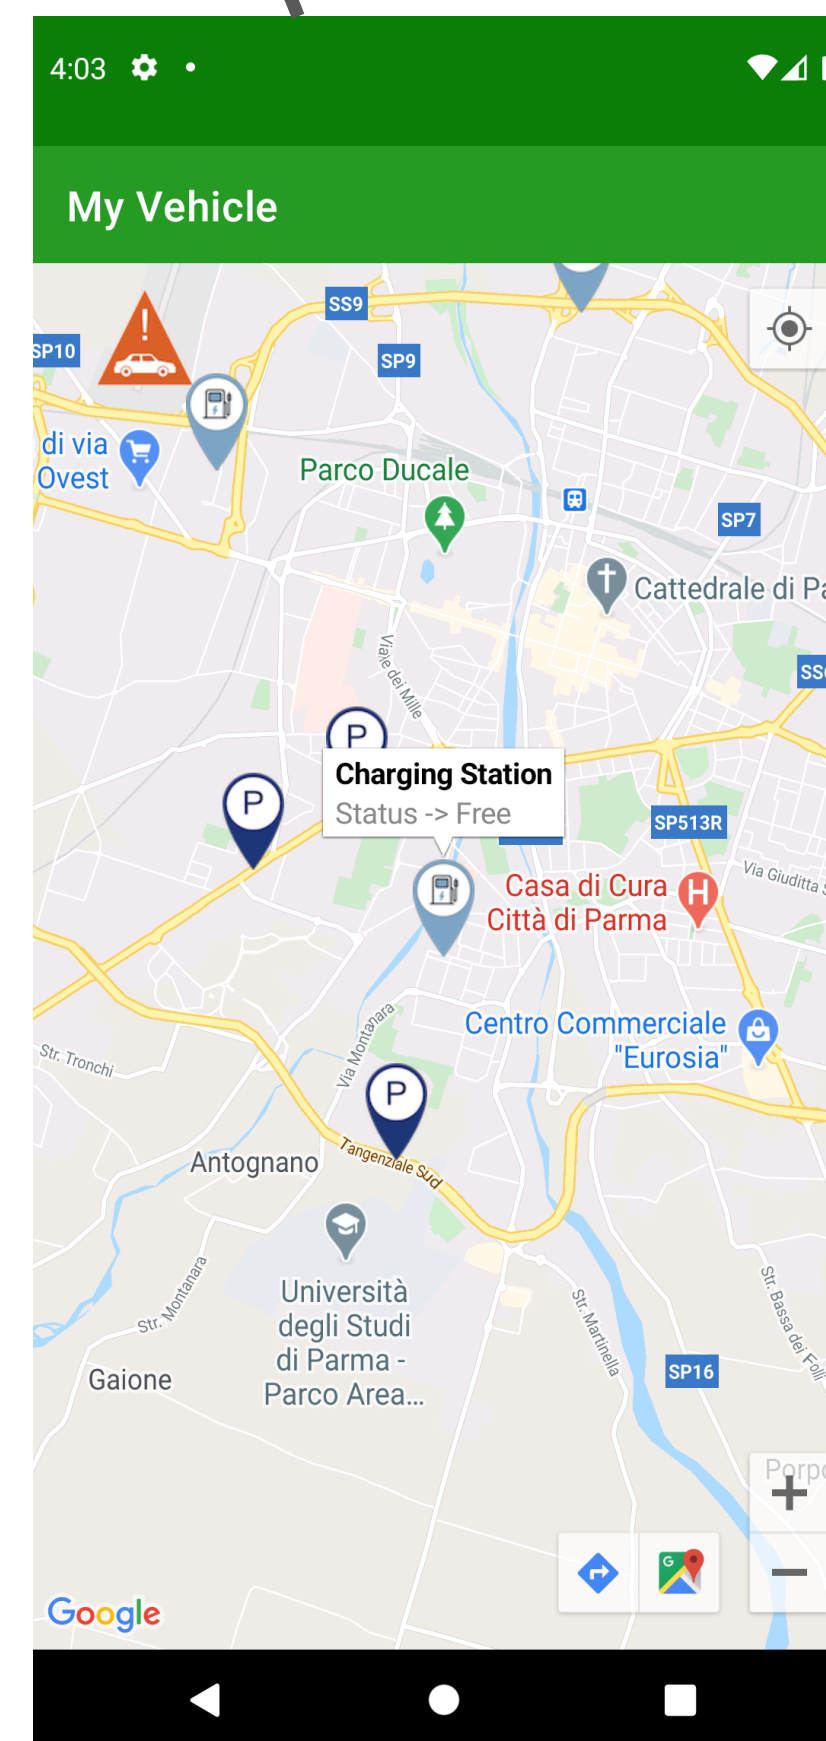 4:03
My Vehicle
SS9
SP10
SP9
di via
Ovest
Parco Ducale
SP7
Cattedrale di Pa
SS
Viale dei Mille
P
Charging Station
Status -> Free
P
SP513R
Via Giuditta S
Casa di Cura
Città di Parma
H
Centro Commerciale
"Eurosia"
Via Montanara
Str. Tronchi
P
Antognano
Tangenziale Sud
Università
degli Studi
di Parma -
Parco Area...
Str. Montanara
Str. Martinella
Str. Bassa dei Folli
Gaione
SP16
Porpo
G
Google